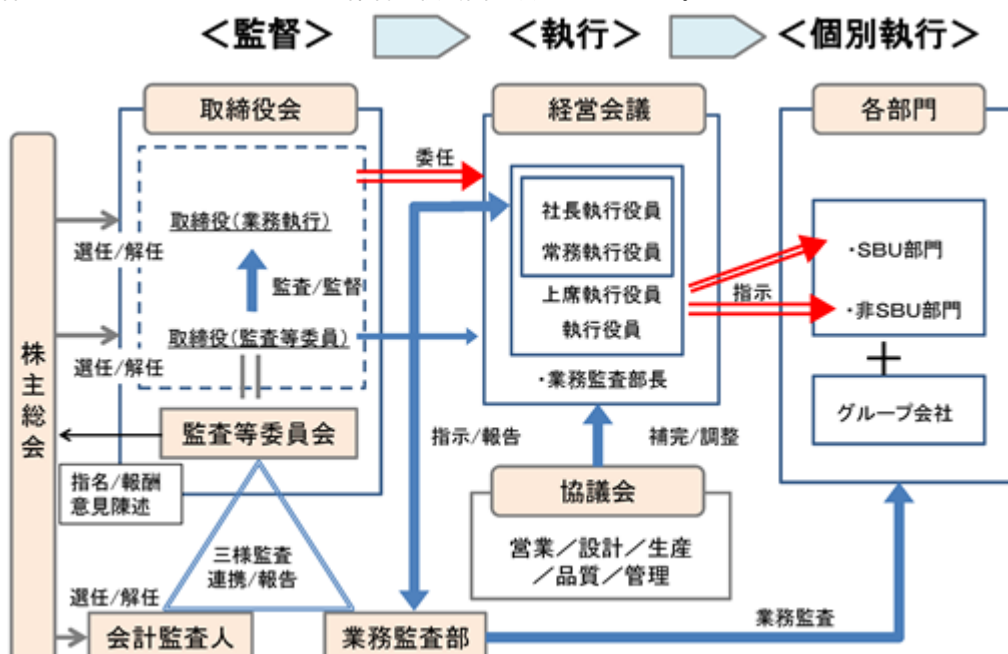 <監督>
<執行>
<個別執行>
取締役会
経営会議
各部門
委任
取締役(業務執行)
選任/解任
監査/監督
取締役(監査等委員)
選任/解任
株主総会
監査等委員会
指名/報酬
意見陳述
三様監査
連携/報告
選任/解任
会計監査人
業務監査部
社長執行役員
常務執行役員
上席執行役員
執行役員
・業務監査部長
指示/報告
補完/調整
協議会
営業/設計/生産
/品質/管理
指示
・SBU部門
・非SBU部門
+
グループ会社
業務監査